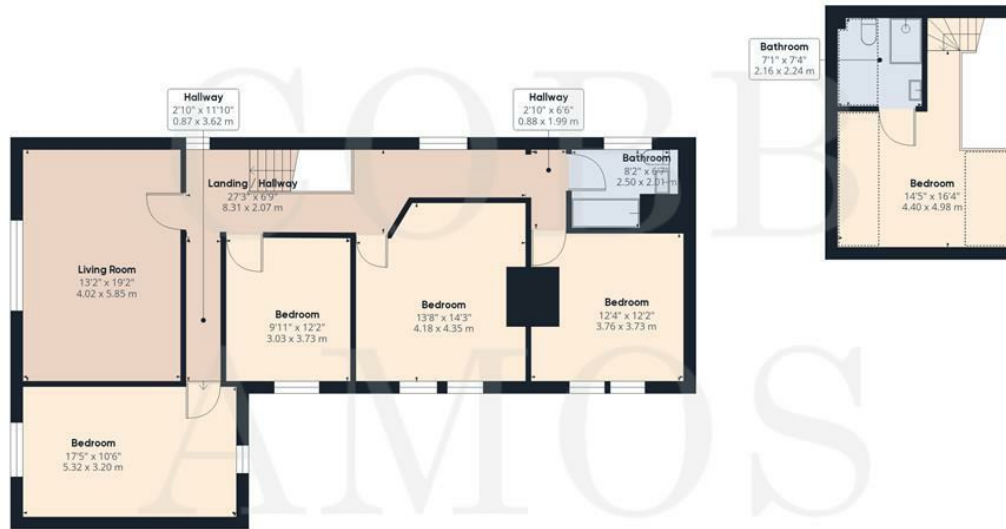 Hallway
2'10" x 11'10"
0.87 x 3.62 m
Hallway
2'10" x 6'6"
0.88 x 1.99 m
Landing / Hallway
27'3" x 6'9"
8.31 x 2.07 m
Bathroom
8'2" x 6'7"
2.50 x 2.01 m
Living Room
13'2" x 19'2"
4.02 x 5.85 m
Bedroom
9'11" x 12'2"
3.03 x 3.73 m
Bedroom
13'8" x 14'3"
4.18 x 4.35 m
Bedroom
12'4" x 12'2"
3.76 x 3.73 m
Bedroom
17'5" x 10'6"
5.32 x 3.20 m
Bathroom
7'1" x 7'4"
2.16 x 2.24 m
Bedroom
14'5" x 16'4"
4.40 x 4.98 m
COBB
AMOS